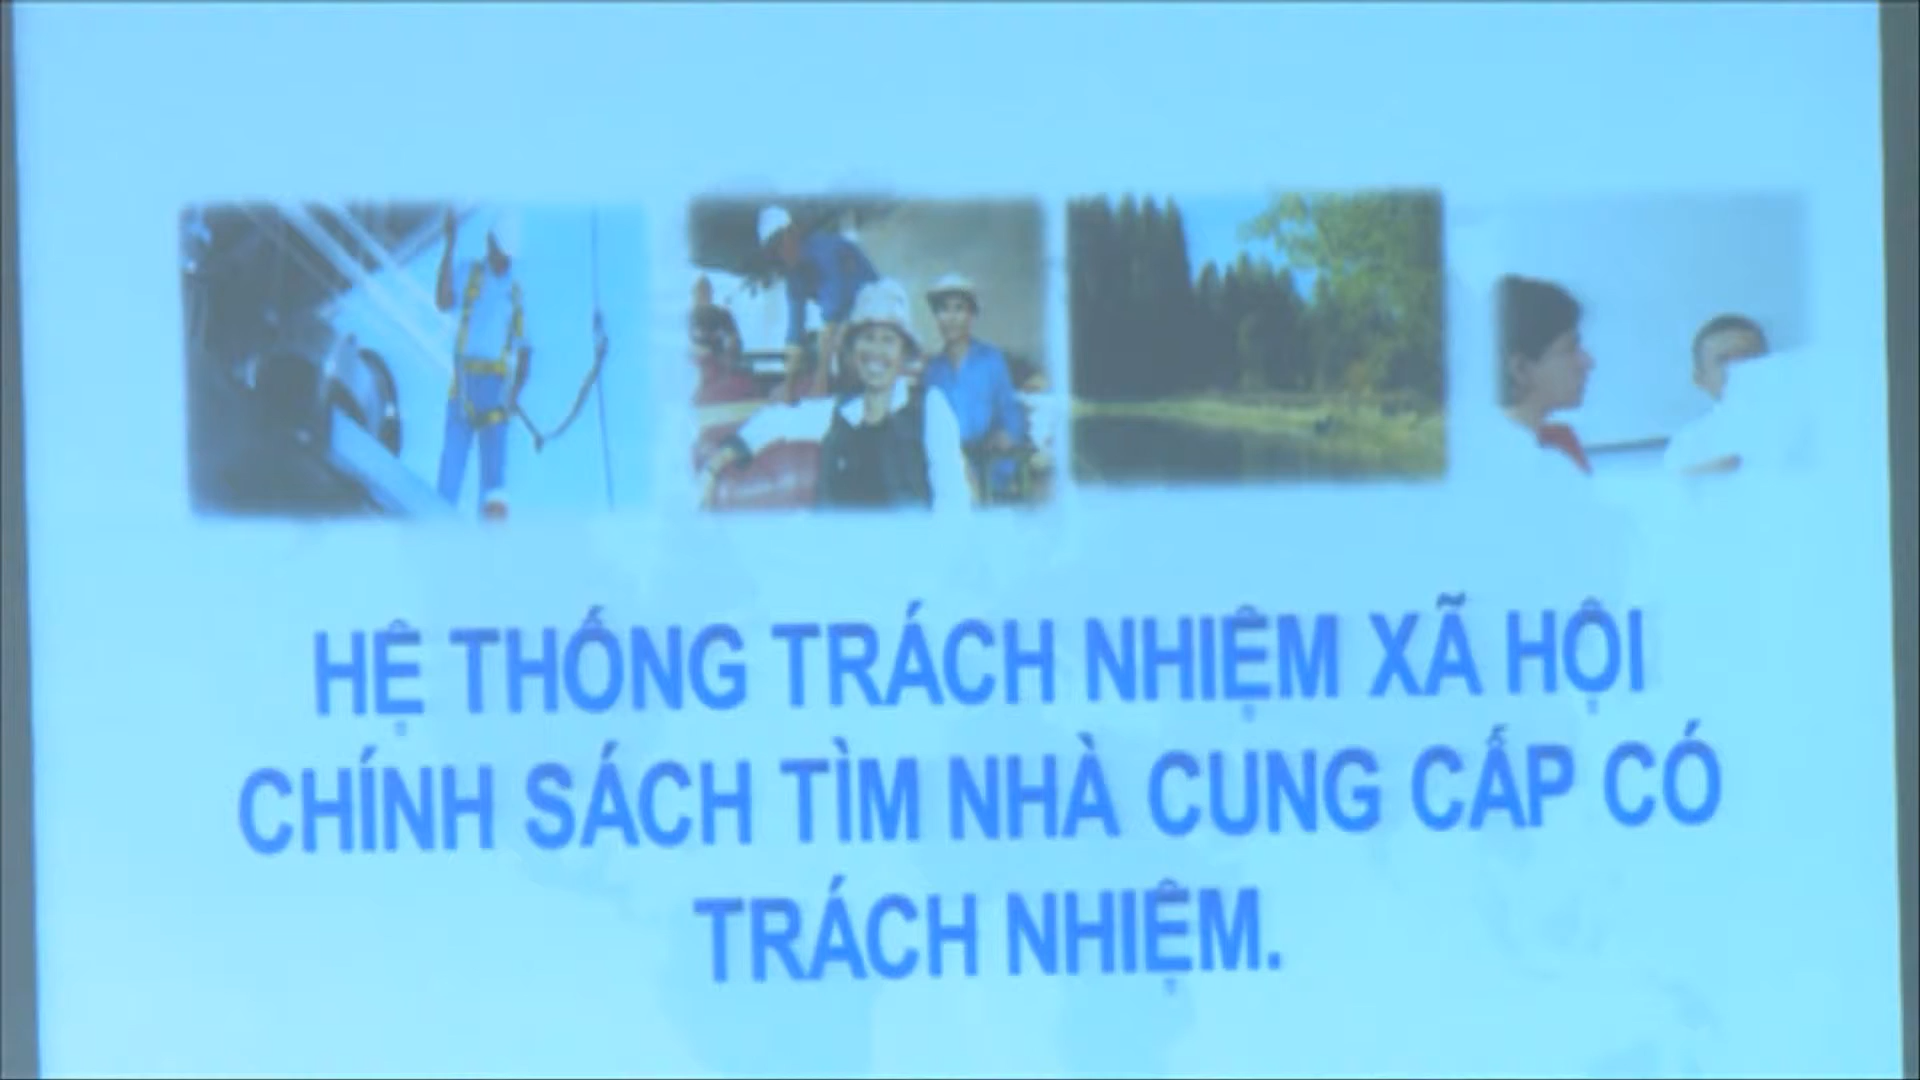 HỆ THỐNG TRÁCH NHIỆM XÃ HỘI
CHÍNH SÁCH TÌM NHÀ CUNG CẤP CÓ
TRÁCH NHIỆM.